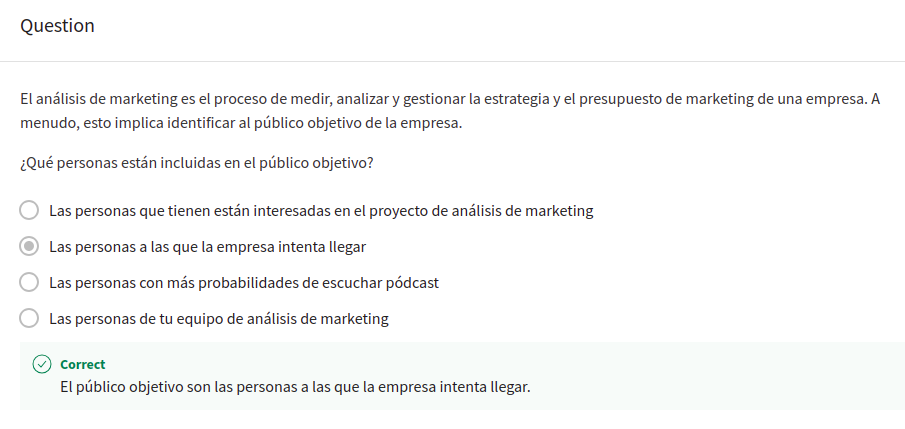 Question
El análisis de marketing es el proceso de medir, analizar y gestionar la estrategia y el presupuesto de marketing de una empresa. A
menudo, esto implica identificar al público objetivo de la empresa.
¿Qué personas están incluidas en el público objetivo?
Las personas que tienen están interesadas en el proyecto de análisis de marketing
Las personas a las que la empresa intenta llegar
Las personas con más probabilidades de escuchar pódcast
Las personas de tu equipo de análisis de marketing
Correct
El público objetivo son las personas a las que la empresa intenta llegar.